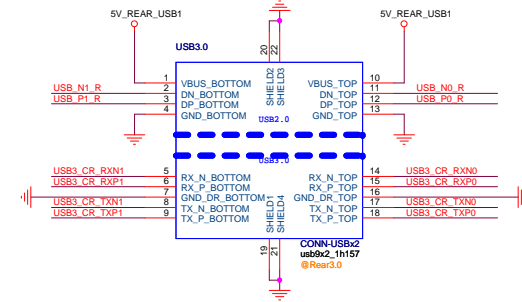 5V_REAR_USB1 5V_REAR_USB1
USB3.0
20 22
SHIELD2 SHIELD3
1 VBUS_BOTTOM VBUS_TOP 10
USB_N1_R 2 DN_BOTTOM DN_TOP 11 USB_N0_R
USB_P1_R 3 DP_BOTTOM DP_TOP 12 USB_P0_R
4 GND_BOTTOM GND_TOP 13
USB2.0
USB3.0
USB3_CR_RXN1 5 RX_N_BOTTOM RX_N_TOP 14 USB3_CR_RXN0
USB3_CR_RXP1 6 RX_P_BOTTOM RX_P_TOP 15 USB3_CR_RXP0
7 GND_DR_BOTTOM GND_DR_TOP 16
USB3_CR_TXN1 8 TX_N_BOTTOM TX_N_TOP 17 USB3_CR_TXN0
USB3_CR_TXP1 9 TX_P_BOTTOM TX_P_TOP 18 USB3_CR_TXP0
SHIELD1 SHIELD4
19 21
CONN-USBx2
usb9x2_1h157
@Rear3.0